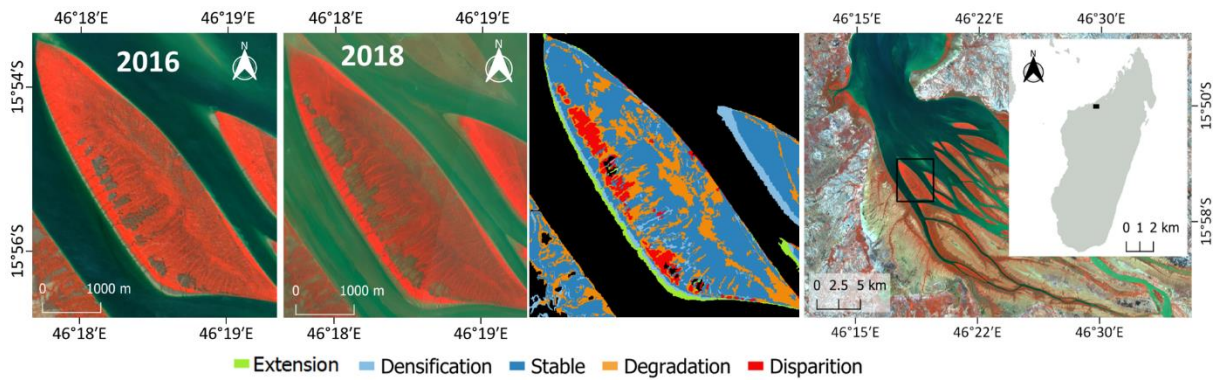 46°18'E 46°19'E 46°18'E 46°19'E 46°15'E 46°22'E 46°30'E
2016 N 2018 N N
15°54'S
15°50'S
15°56'S
15°58'S
0 1 2 km
0 1000 m 0 1000 m 0 2.5 5 km
46°18'E 46°19'E 46°18'E 46°19'E 46°15'E 46°22'E 46°30'E
Extension Densification Stable Degradation Disparition